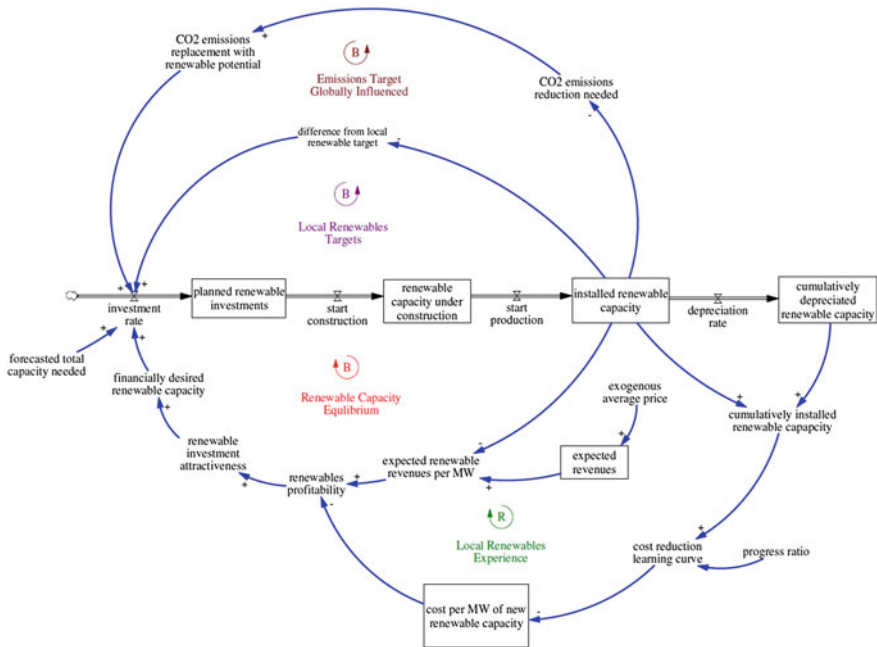 CO2 emissions
replacement with
renewable potential
+
B
Emissions Target
Globally Influenced
CO2 emissions
reduction needed
-
difference from local
renewable target
-
B
Local Renewables
Targets
+
+
investment
rate
planned renewable
investments
start
construction
renewable
capacity under
construction
start
production
installed renewable
capacity
depreciation
rate
cumulatively
depreciated
renewable capacity
+
+
forecasted total
capacity needed
B
Renewable Capacity
Equlibrium
financially desired
renewable capacity
+
exogenous
average price
+
+
cumulatively installed
renewable capapcity
+
renewable
investment
attractiveness
+
renewables
profitability
-
+
expected renewable
revenues per MW
-
+
expected
revenues
+
R
Local Renewables
Experience
+
cost reduction
learning curve
+
progress ratio
cost per MW of new
renewable capacity
-